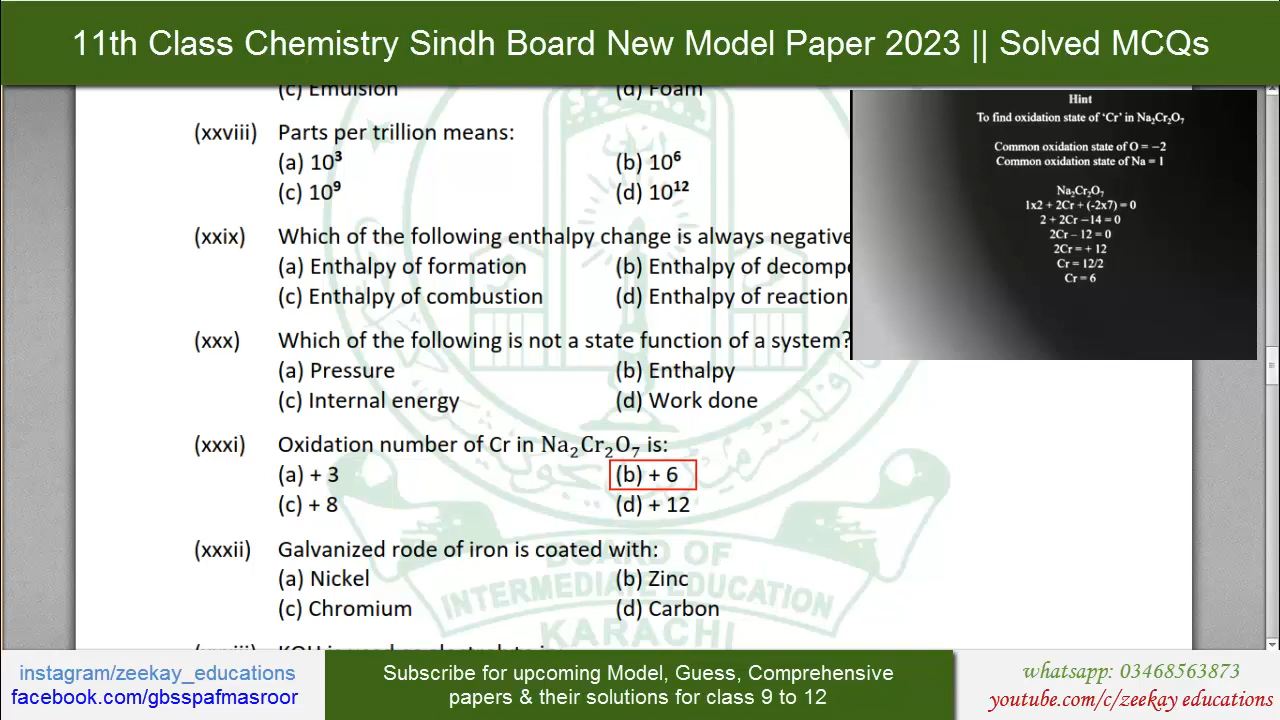 11th Class Chemistry Sindh Board New Model Paper 2023 || Solved MCQs
(c) Emulsion (d) Foam
(xxviii) Parts per trillion means:
(a) 10³ (b) 10⁶
(c) 10⁹ (d) 10¹²
(xxix) Which of the following enthalpy change is always negative
(a) Enthalpy of formation (b) Enthalpy of decomp
(c) Enthalpy of combustion (d) Enthalpy of reaction
(xxx) Which of the following is not a state function of a system?
(a) Pressure (b) Enthalpy
(c) Internal energy (d) Work done
(xxxi) Oxidation number of Cr in Na₂Cr₂O₇ is:
(a) + 3 (b) + 6
(c) + 8 (d) + 12
(xxxii) Galvanized rode of iron is coated with:
(a) Nickel (b) Zinc
(c) Chromium (d) Carbon
Hint
To find oxidation state of ‘Cr’ in Na₂Cr₂O₇
Common oxidation state of O = −2
Common oxidation state of Na = 1
Na₂Cr₂O₇
1x2 + 2Cr + (-2x7) = 0
2 + 2Cr −14 = 0
2Cr − 12 = 0
2Cr = + 12
Cr = 12/2
Cr = 6
BOARD OF
INTERMEDIATE EDUCATION
KARACHI
instagram/zeekay_educations
facebook.com/gbsspafmasroor
Subscribe for upcoming Model, Guess, Comprehensive
papers & their solutions for class 9 to 12
whatsapp: 03468563873
youtube.com/c/zeekay educations